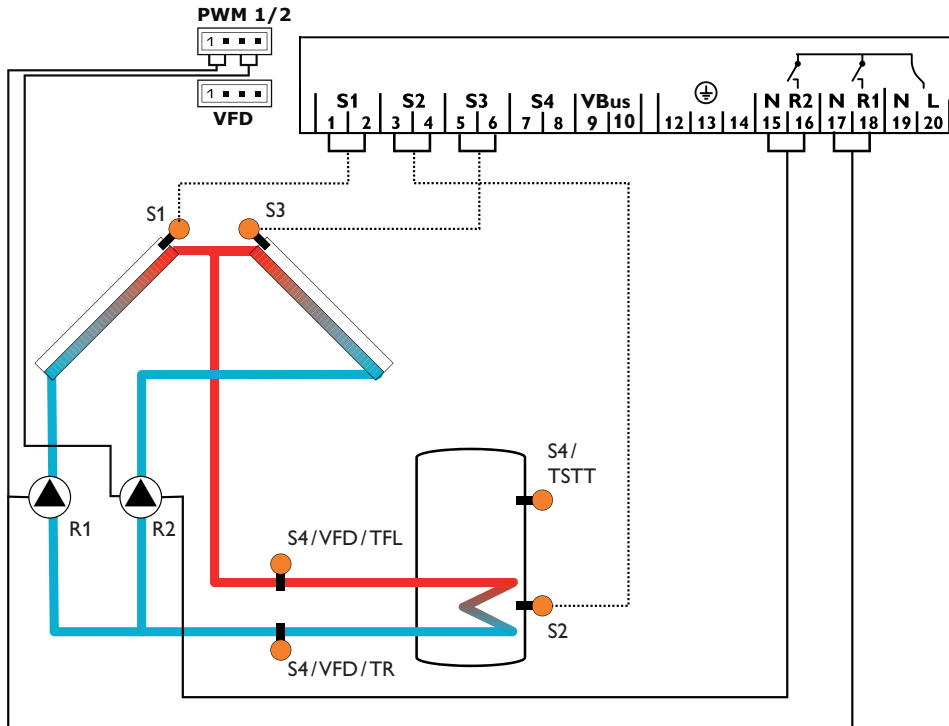 PWM 1/2
1
1
VFD
S1 S2 S3 S4 VBus N R2 N R1 N L
1 2 3 4 5 6 7 8 9 10 12 13 14 15 16 17 18 19 20
S1
S3
S4/
TSTT
R1
R2
S4/VFD/TFL
S2
S4/VFD/TR